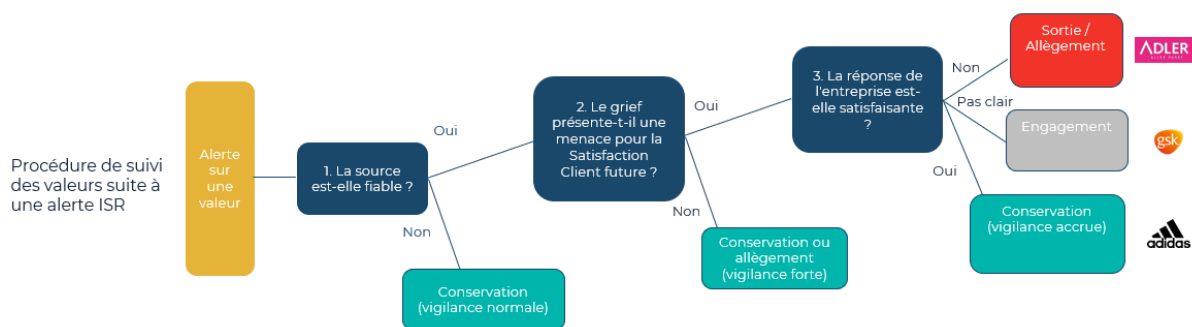 Procédure de suivi
des valeurs suite à
une alerte ISR
Alerte
sur
une
valeur
1. La source
est-elle fiable ?
Oui
Non
Conservation
(vigilance normale)
2. Le grief
présente-t-il une
menace pour la
Satisfaction
Client future ?
Oui
Non
Conservation ou
allègement
(vigilance forte)
3. La réponse de
l'entreprise est-
elle satisfaisante
?
Non
Pas clair
Oui
Sortie /
Allègement
ADLER
Engagement
gsk
Conservation
(vigilance accrue)
adidas